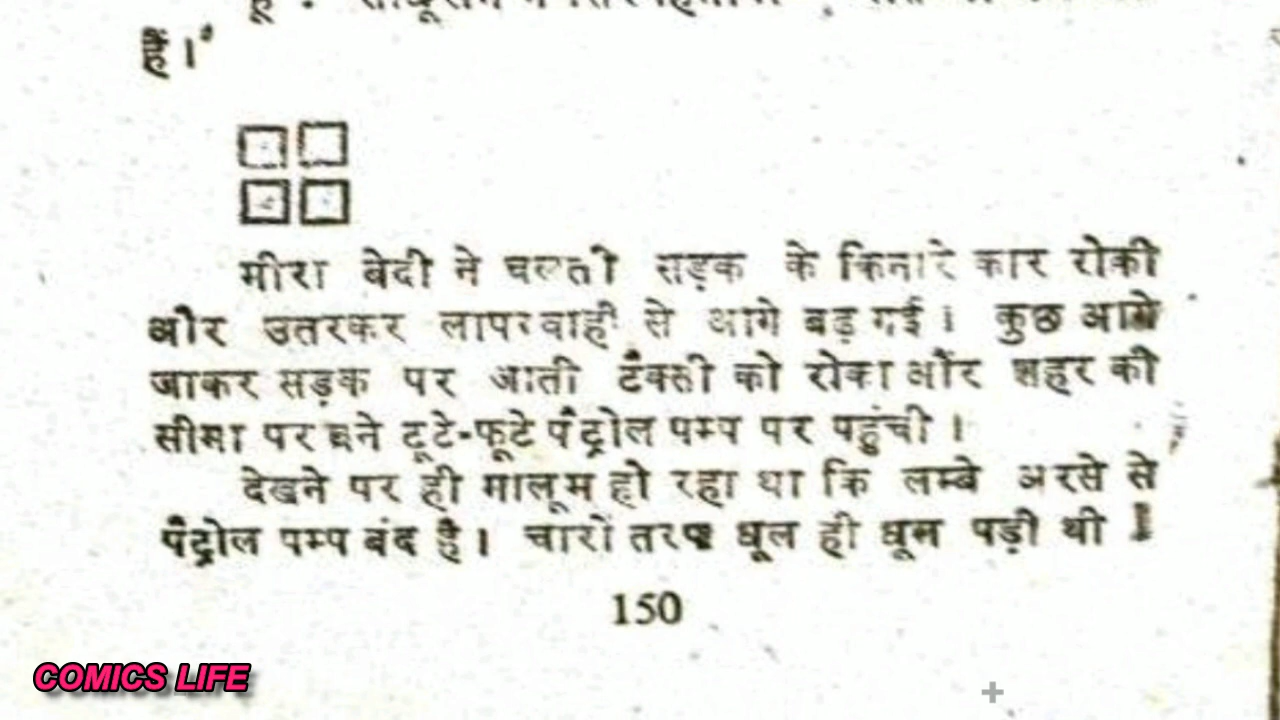 हैं।"
मीरा बेदी ने चलती सड़क के किनारे कार रोकी
और उतरकर लापरवाही से आगे बढ़ गई। कुछ आगे
जाकर सड़क पर जाती टैक्सी को रोका और शहर की
सीमा पर बने टूटे-फूटे पैट्रोल पम्प पर पहुंची।
देखने पर ही मालूम हो रहा था कि लम्बे अरसे से
पैट्रोल पम्प बंद है। चारों तरफ धूल ही धूल पड़ी थी।
150
COMICS LIFE